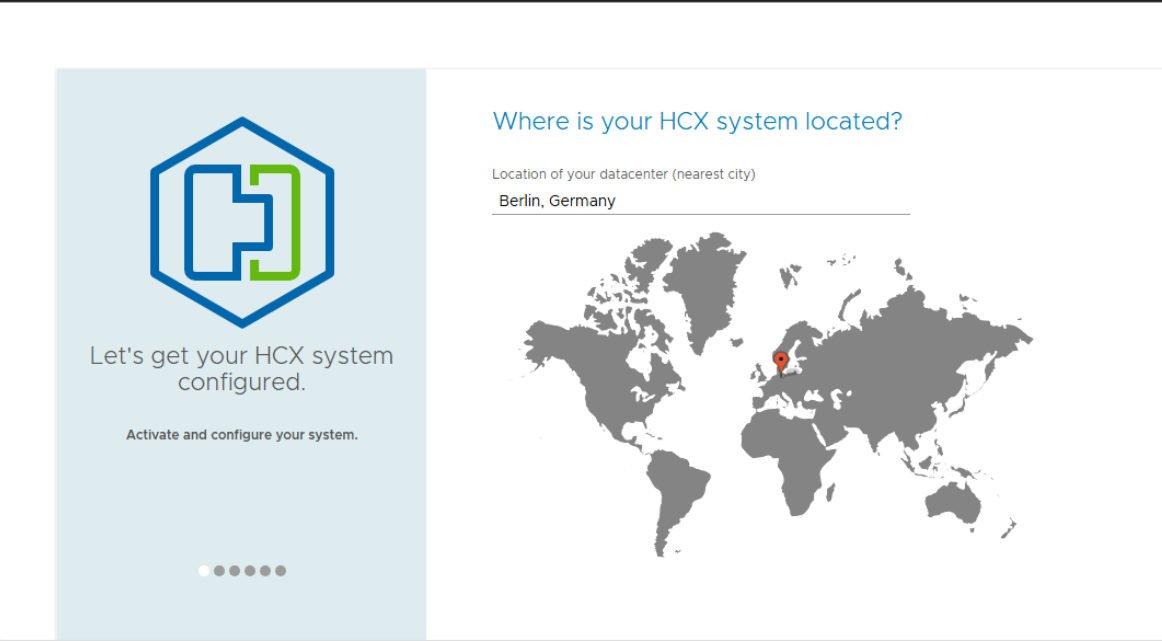 Let's get your HCX system
configured.
Activate and configure your system.
Where is your HCX system located?
Location of your datacenter (nearest city)
Berlin, Germany